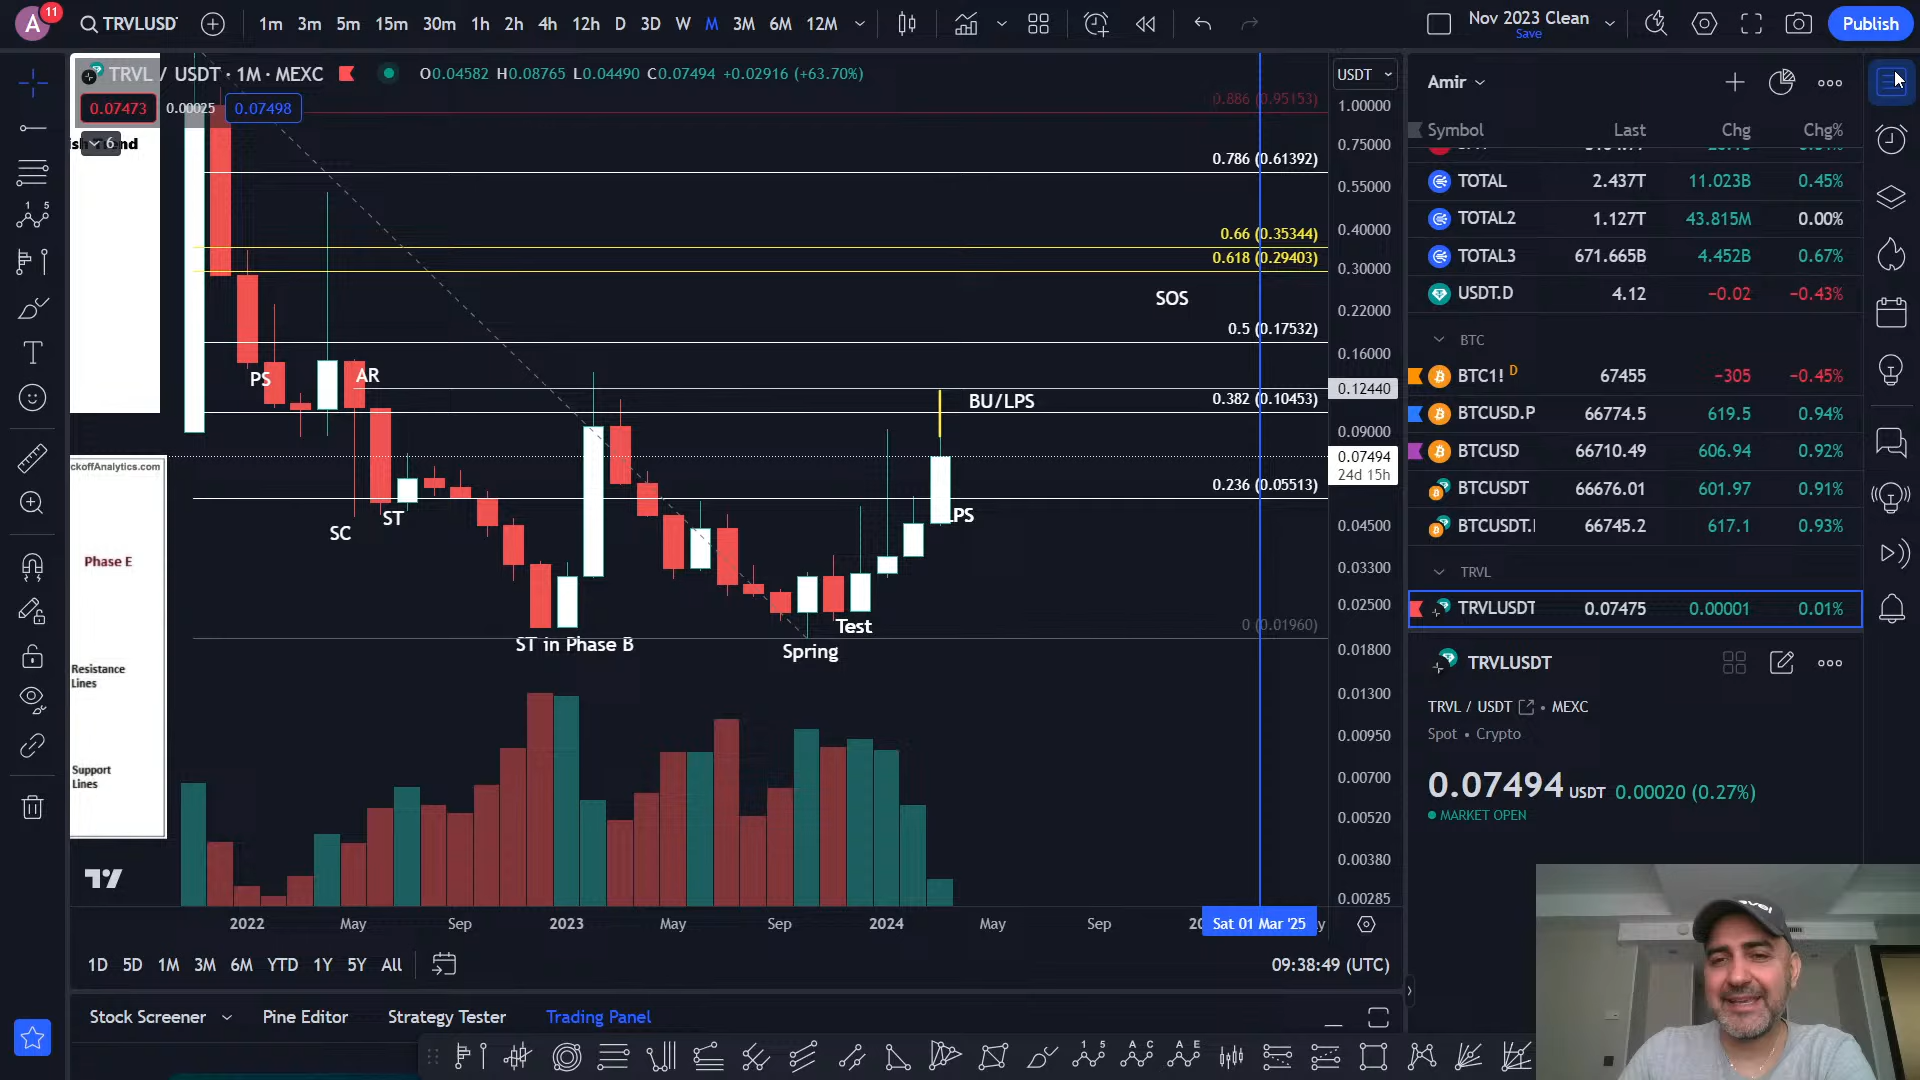 A
11
TRVLUSDT
1m 3m 5m 15m 30m 1h 2h 4h 12h D 3D W M 3M 6M 12M
Nov 2023 Clean
Save
Publish
TRVL / USDT · 1M · MEXC
O0.04582 H0.08765 L0.04490 C0.07494 +0.02916 (+63.70%)
0.07473 0.00025 0.07498
6
USDT
0.886 (0.95153)
0.786 (0.61392)
0.66 (0.35344)
0.618 (0.29403)
SOS
0.5 (0.17532)
PS
AR
BU/LPS
0.382 (0.10453)
0.236 (0.05513)
SC
ST
LPS
ST in Phase B
Spring
Test
0 (0.01960)
ckoffAnalytics.com
Phase E
Resistance
Lines
Support
Lines
1.00000
0.75000
0.55000
0.40000
0.30000
0.22000
0.16000
0.12440
0.09000
0.07494
24d 15h
0.04500
0.03300
0.02500
0.01800
0.01300
0.00950
0.00700
0.00520
0.00380
0.00285
2022 May Sep 2023 May Sep 2024 May Sep 20 Sat 01 Mar '25 y
1D 5D 1M 3M 6M YTD 1Y 5Y All
09:38:49 (UTC)
Stock Screener Pine Editor Strategy Tester Trading Panel
Amir
Symbol Last Chg Chg%
TOTAL 2.437T 11.023B 0.45%
TOTAL2 1.127T 43.815M 0.00%
TOTAL3 671.665B 4.452B 0.67%
USDT.D 4.12 −0.02 −0.43%
BTC
BTC1! D 67455 −305 −0.45%
BTCUSD.P 66774.5 619.5 0.94%
BTCUSD 66710.49 606.94 0.92%
BTCUSDT 66676.01 601.97 0.91%
BTCUSDT.I 66745.2 617.1 0.93%
TRVL
TRVLUSDT 0.07475 0.00001 0.01%
TRVLUSDT
TRVL / USDT • MEXC
Spot • Crypto
0.07494 USDT 0.00020 (0.27%)
MARKET OPEN